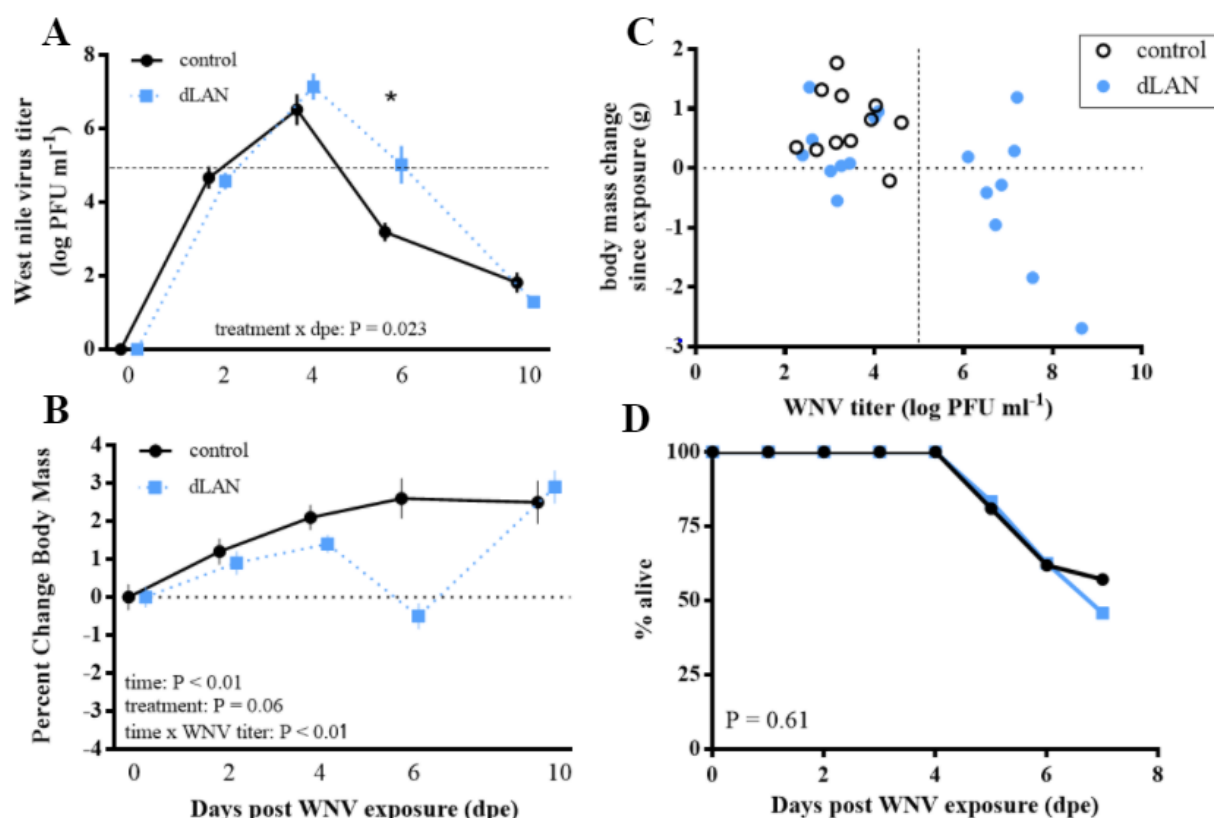 A
control
dLAN
West nile virus titer
(log PFU ml⁻¹)
8
6
4
2
0
*
treatment x dpe: P = 0.023
0 2 4 6 10
B
control
dLAN
Percent Change Body Mass
4
3
2
1
0
-1
-2
-3
-4
time: P < 0.01
treatment: P = 0.06
time x WNV titer: P < 0.01
0 2 4 6 10
Days post WNV exposure (dpe)
C
control
dLAN
body mass change
since exposure (g)
2
1
0
-1
-2
-3
0 2 4 6 8 10
WNV titer (log PFU ml⁻¹)
D
% alive
100
75
50
25
0
P = 0.61
0 2 4 6 8
Days post WNV exposure (dpe)